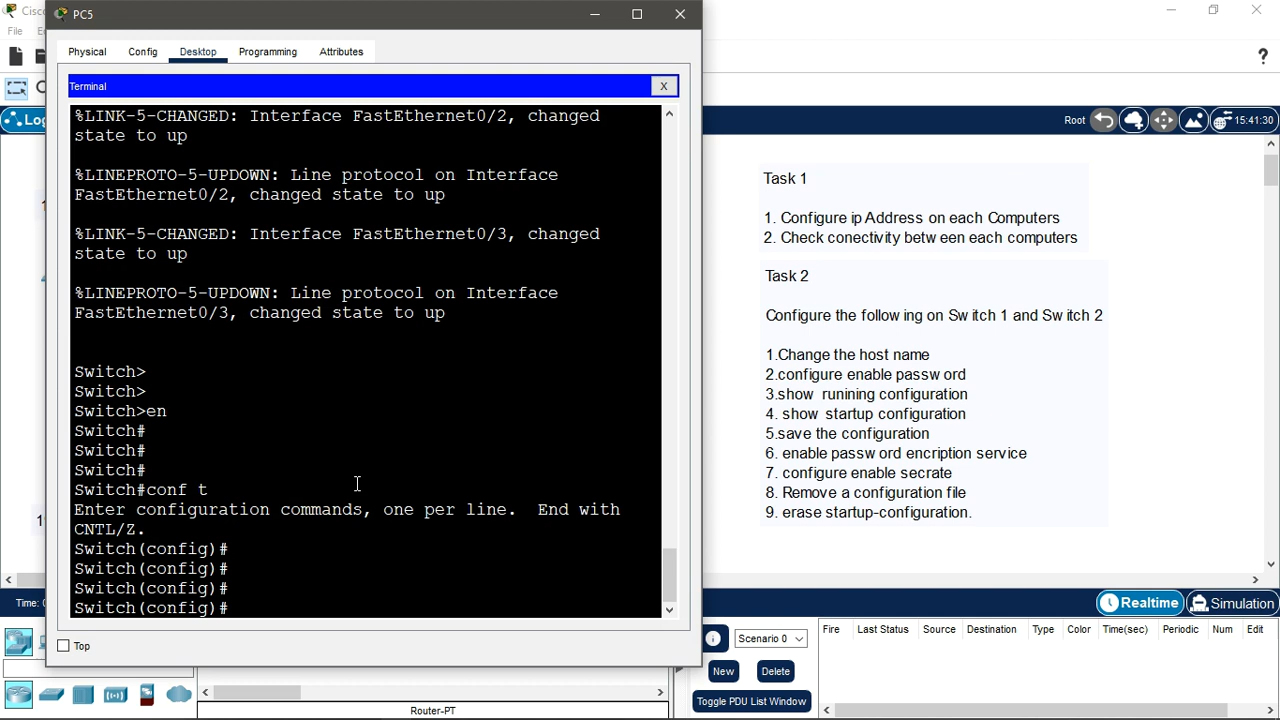 Cisc
PC5
File
E
Physical
Config
Desktop
Programming
Attributes
Terminal
X
Log
Root
15:41:30
%LINK-5-CHANGED: Interface FastEthernet0/2, changed
state to up
%LINEPROTO-5-UPDOWN: Line protocol on Interface
FastEthernet0/2, changed state to up
%LINK-5-CHANGED: Interface FastEthernet0/3, changed
state to up
%LINEPROTO-5-UPDOWN: Line protocol on Interface
FastEthernet0/3, changed state to up
Switch>
Switch>
Switch>en
Switch#
Switch#
Switch#
Switch#conf t
Enter configuration commands, one per line.  End with
CNTL/Z.
Switch(config)#
Switch(config)#
Switch(config)#
Switch(config)#
Top
Task 1
1. Configure ip Address on each Computers
2. Check conectivity betw een each computers
Task 2
Configure the follow ing on Sw itch 1 and Sw itch 2
1.Change the host name
2.configure enable passw ord
3.show runining configuration
4. show startup configuration
5.save the configuration
6. enable passw ord encription service
7. configure enable secrate
8. Remove a configuration file
9. erase startup-configuration.
Time:
Realtime
Simulation
Scenario 0
New
Delete
Toggle PDU List Window
Fire
Last Status
Source
Destination
Type
Color
Time(sec)
Periodic
Num
Edit
Router-PT